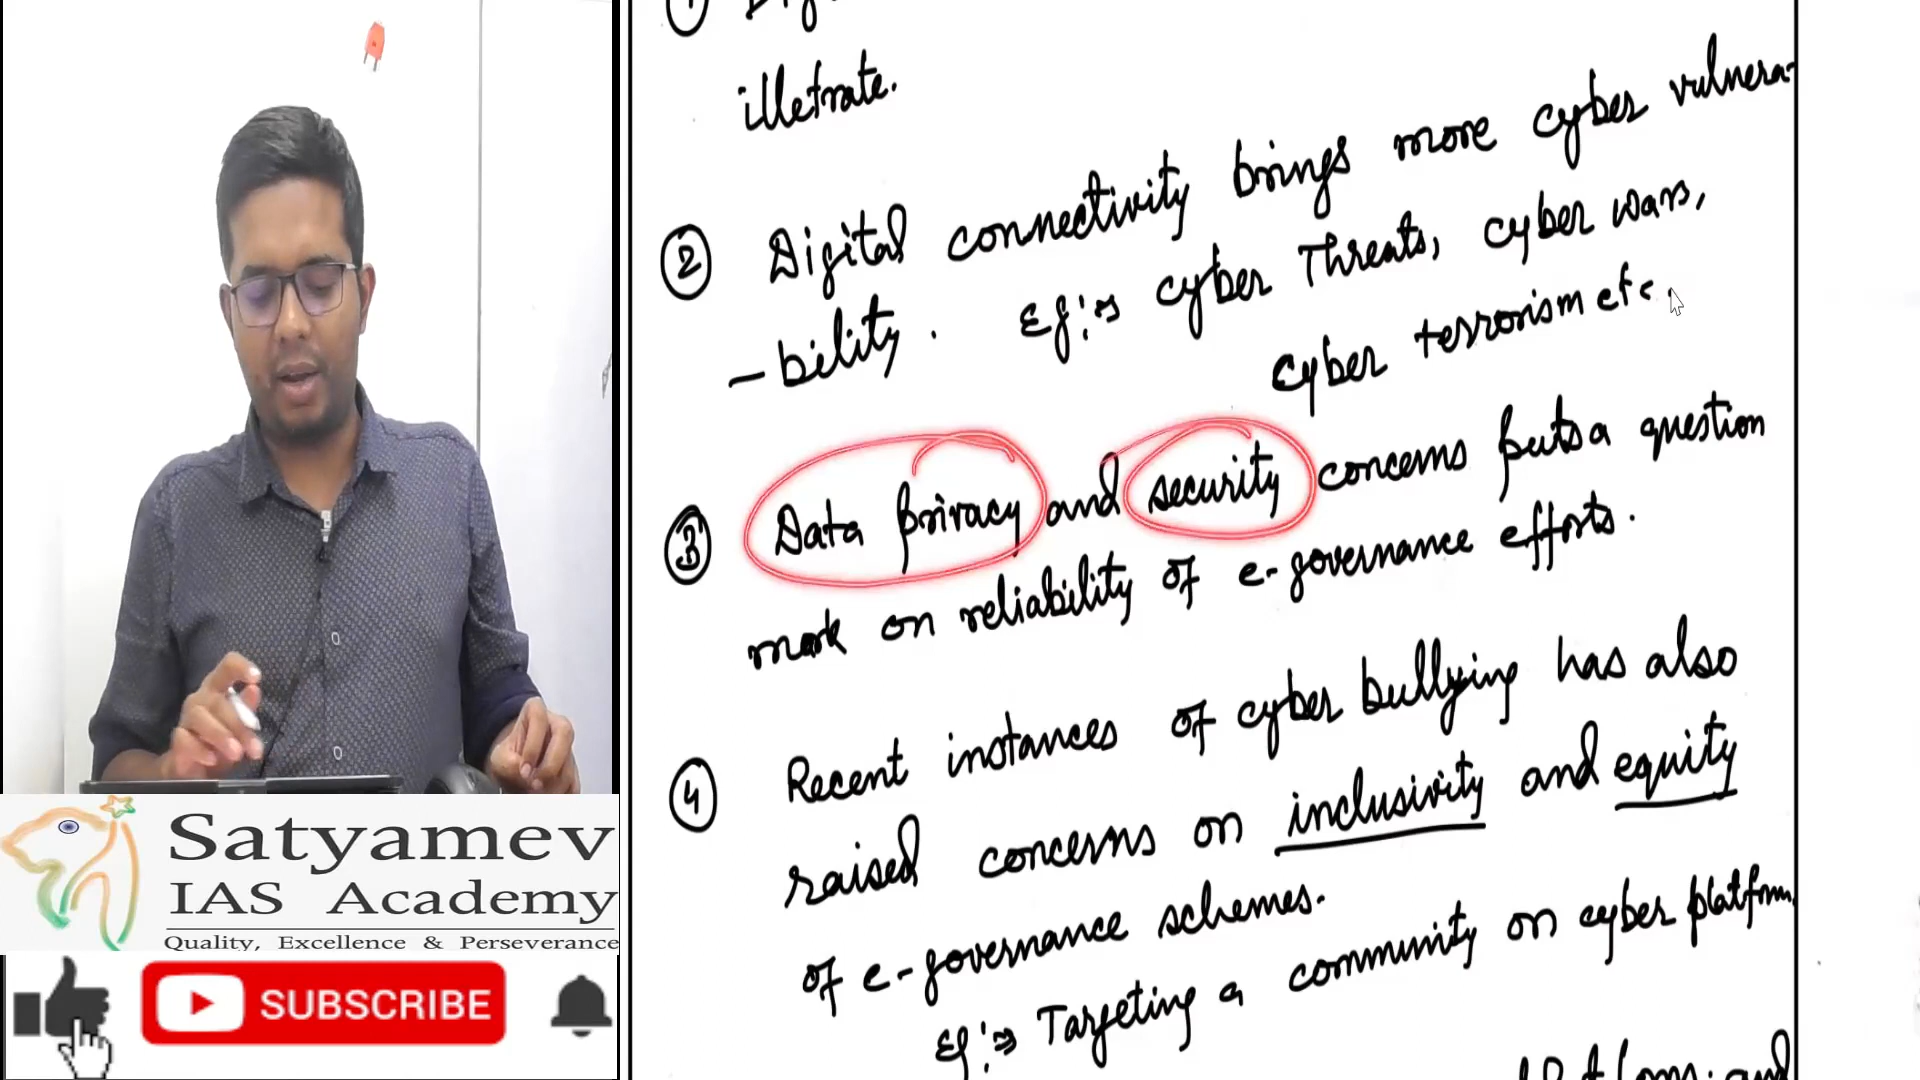 ①
illetrate.
② Digital connectivity brings more cyber vulnera-
-bility. Eg:⇒ cyber Threats, cyber wars,
cyber terrorism etc.
③ Data privacy and security concerns puts a question
mark on reliability of e-governance efforts.
④ Recent instances of cyber bullying has also
raised concerns on inclusivity and equity
of e-governance schemes.
Eg:⇒ Targeting a community on cyber platform
and
Satyamev
IAS Academy
Quality, Excellence & Perseverance
SUBSCRIBE